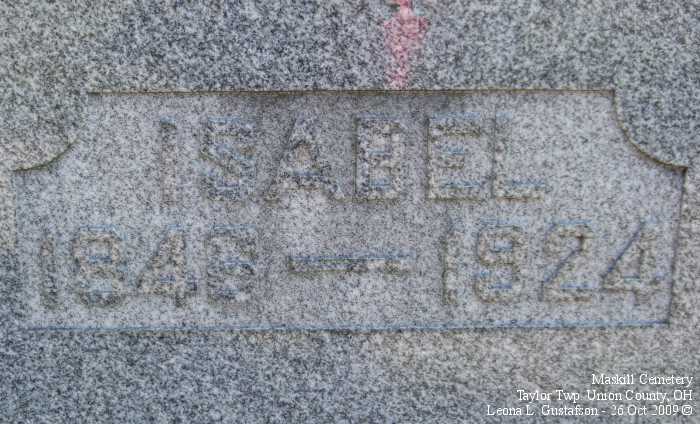 ISABEL
1846 — 1924
Maskill Cemetery
Taylor Twp Union County, OH
Leona L. Gustafson - 26 Oct 2009 ©